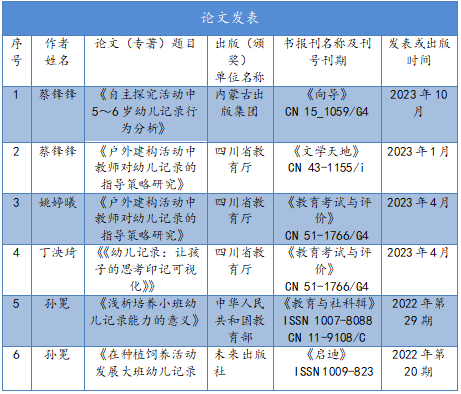 论文发表
序号 作者姓名 论文（专著）题目 出版（颁奖）单位名称 书报刊名称及刊号刊期 发表或出版时间
1 蔡锋锋 《自主探究活动中5～6岁幼儿记录行为分析》 内蒙古出版集团 《向导》 CN 15_1059/G4 2023年10月
2 蔡锋锋 《户外建构活动中教师对幼儿记录的指导策略研究》 四川省教育厅 《文学天地》 CN 43-1155/i 2023年1月
3 姚婷曦 《户外建构活动中教师对幼儿记录的指导策略研究》 四川省教育厅 《教育考试与评价》 CN 51-1766/G4 2023年4月
4 丁泱琦 《《幼儿记录：让孩子的思考印记可视化》》 四川省教育厅 《教育考试与评价》 CN 51-1766/G4 2023年4月
5 孙冕 《浅析培养小班幼儿记录能力的意义》 中华人民共和国教育部 《教育与社科辑》 ISSN 1007-8088 CN 11-9108/C 2022年第29期
6 孙冕 《在种植饲养活动发展大班幼儿记录 未来出版社 《启迪》 ISSN 1009-823 2022年第20期